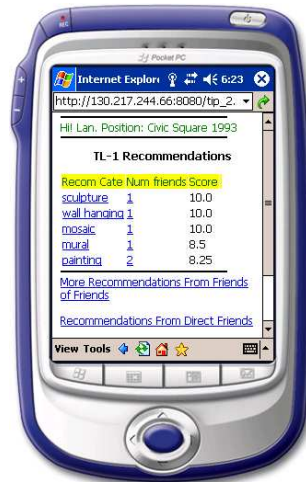 REC
Pocket PC
Internet Explore 6:23
http://130.217.244.66:8080/tip_2.
Hi! Lan. Position: Civic Square 1993
TL-1 Recommendations
Recom Cate Num friends Score
sculpture 1 10.0
wall hanging 1 10.0
mosaic 1 10.0
mural 1 8.5
painting 2 8.25
More Recommendations From Friends
of Friends
Recommendations From Direct Friends
View Tools